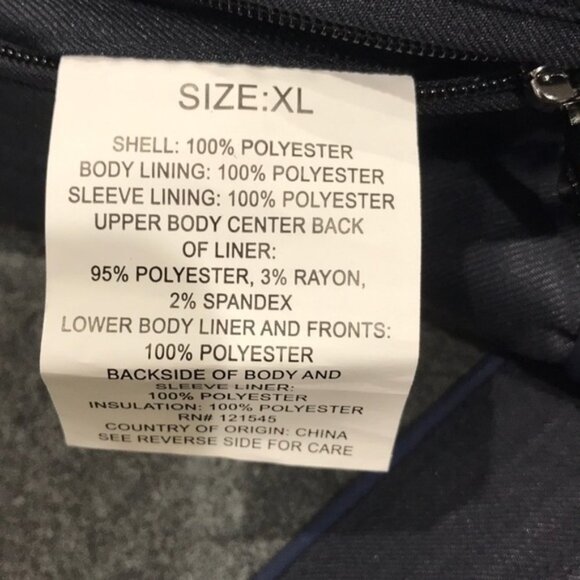 SIZE:XL
SHELL: 100% POLYESTER
BODY LINING: 100% POLYESTER
SLEEVE LINING: 100% POLYESTER
UPPER BODY CENTER BACK
OF LINER:
95% POLYESTER, 3% RAYON,
2% SPANDEX
LOWER BODY LINER AND FRONTS:
100% POLYESTER
BACKSIDE OF BODY AND
SLEEVE LINER:
100% POLYESTER
INSULATION: 100% POLYESTER
RN# 121545
COUNTRY OF ORIGIN: CHINA
SEE REVERSE SIDE FOR CARE